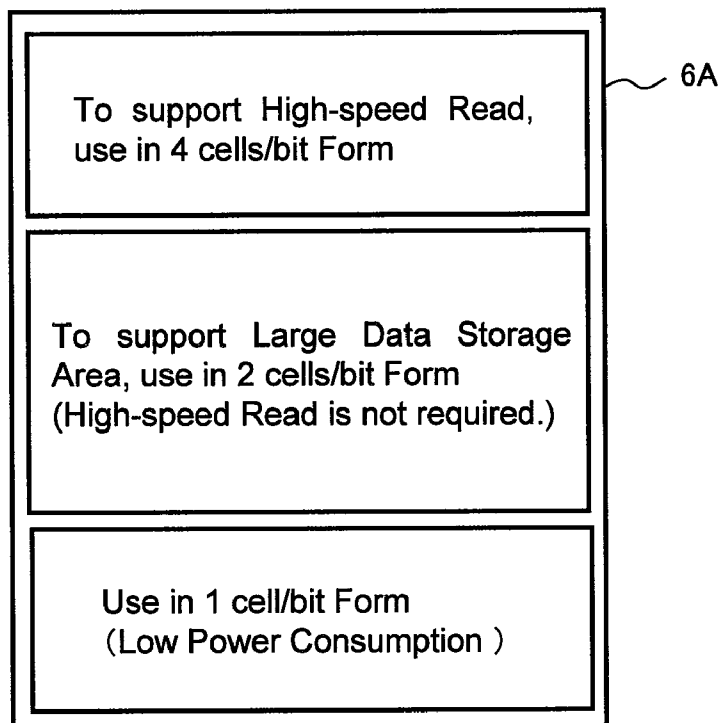 6A
To support High-speed Read,
use in 4 cells/bit Form
To support Large Data Storage
Area, use in 2 cells/bit Form
(High-speed Read is not required.)
Use in 1 cell/bit Form
（Low Power Consumption ）